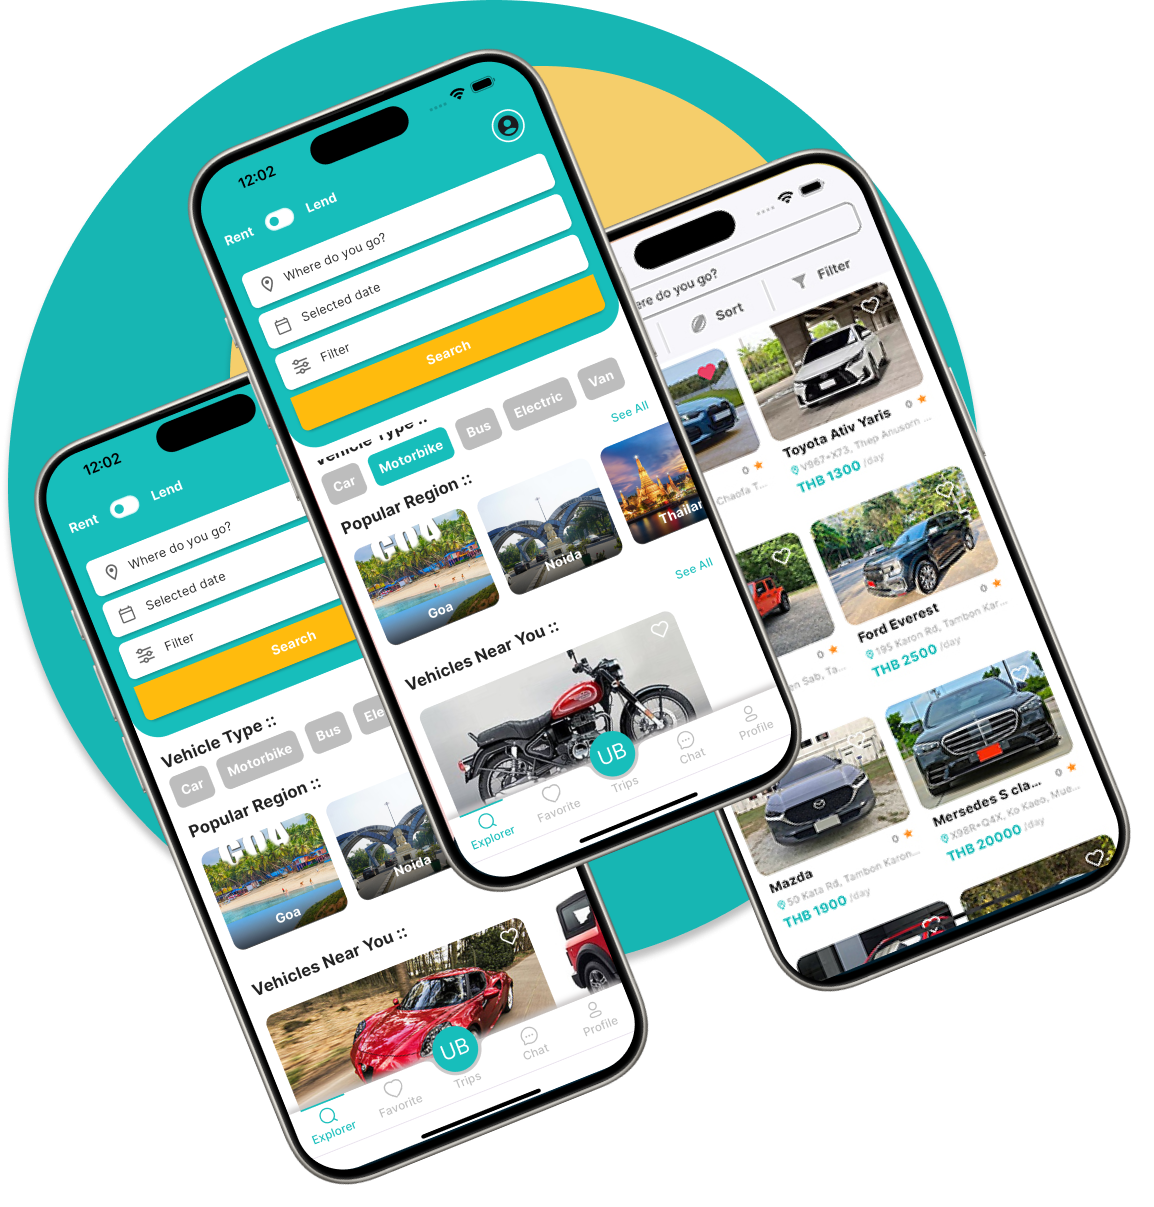 12:02
Rent
Lend
Where do you go?
Selected date
Filter
Search
Vehicle Type ::
Car
Motorbike
Bus
Electric
Van
See All
Popular Region ::
GOA
Goa
Noida
See All
Vehicles Near You ::
UB
Explorer
Favorite
Trips
Chat
Profile
12:02
Rent
Lend
Where do you go?
Selected date
Filter
Search
Vehicle Type ::
Car
Motorbike
Bus
Ele
Popular Region ::
GOA
Goa
Noida
Vehicles Near You ::
UB
Explorer
Favorite
Trips
Chat
Profile
ere do you go?
Sort
Filter
Toyota Ativ Yaris
0
V967+X73, Thep Anusorn ...
THB 1300 /day
0
Chaofa T...
Ford Everest
0
195 Karon Rd, Tambon Kar...
THB 2500 /day
0
en Sab, Ta...
Mersedes S cla...
0
X98R+Q4X, Ko Kaeo, Mue...
THB 20000 /day
Mazda
0
50 Kata Rd, Tambon Karon...
THB 1900 /day